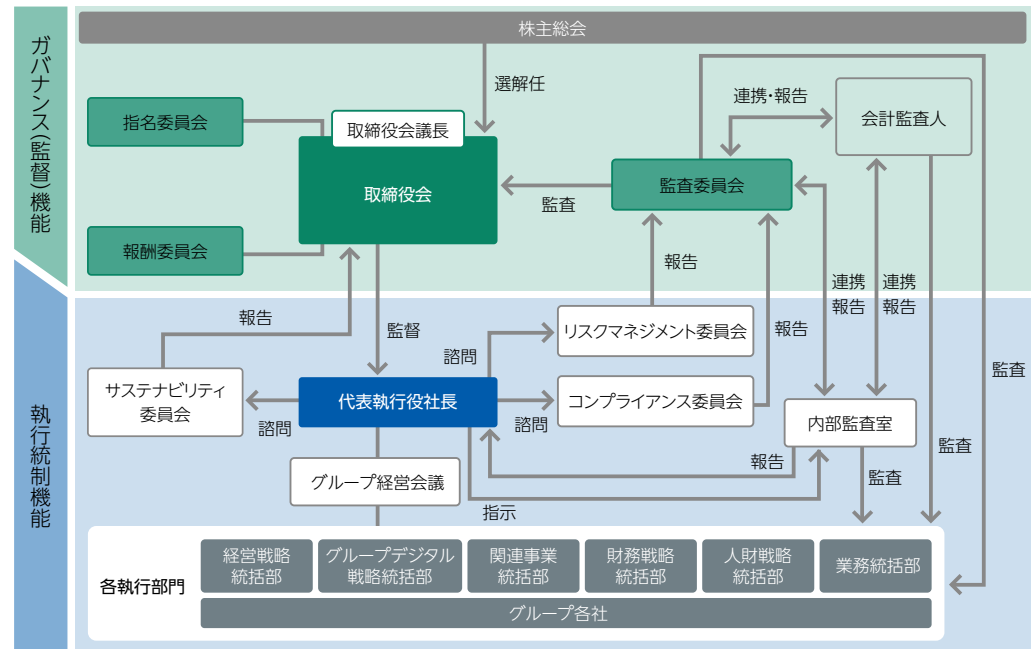 ガバナンス(監督)機能
株主総会
選解任
指名委員会
取締役会議長
取締役会
報酬委員会
監査
監査委員会
連携・報告
会計監査人
報告
報告
監督
報告
連携
報告
連携
報告
監査
監査
執行統制機能
サステナビリティ
委員会
諮問
代表執行役社長
諮問
リスクマネジメント委員会
諮問
コンプライアンス委員会
内部監査室
報告
指示
監査
グループ経営会議
各執行部門
経営戦略
統括部
グループデジタル
戦略統括部
関連事業
統括部
財務戦略
統括部
人財戦略
統括部
業務統括部
グループ各社